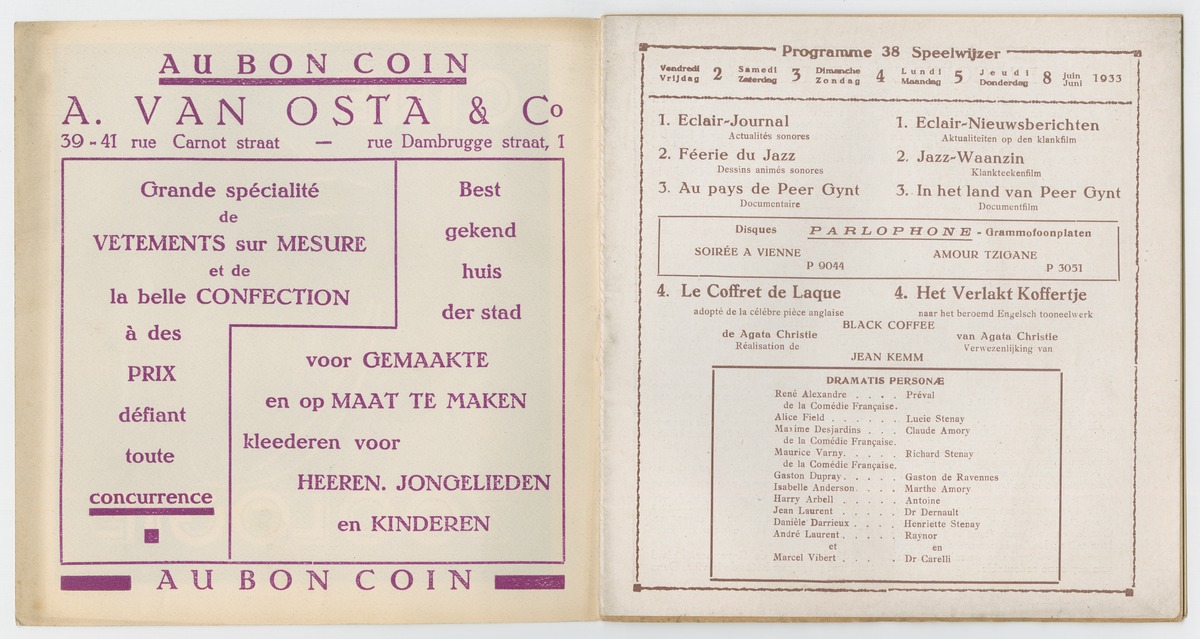 AU BON COIN
A. VAN OSTA & Co
39-41 rue Carnot straat — rue Dambrugge straat, 1
Grande spécialité
de
VETEMENTS sur MESURE
et de
la belle CONFECTION
à des
PRIX
défiant
toute
concurrence
Best
gekend
huis
der stad
voor GEMAAKTE
en op MAAT TE MAKEN
kleederen voor
HEEREN. JONGELIEDEN
en KINDEREN
AU BON COIN
Programme 38 Speelwijzer
Vendredi 2 Samedi 3 Dimanche 4 Lundi 5 Jeudi 8 Juin 1933
Vrijdag Zaterdag Zondag Maandag Donderdag Juni
1. Eclair-Journal
Actualités sonores
2. Féerie du Jazz
Dessins animés sonores
3. Au pays de Peer Gynt
Documentaire
1. Eclair-Nieuwsberichten
Aktualiteiten op den klankfilm
2. Jazz-Waanzin
Klankteekenfilm
3. In het land van Peer Gynt
Documentfilm
Disques PARLOPHONE - Grammofoonplaten
SOIRÉE A VIENNE
P 9044
AMOUR TZIGANE
P 3051
4. Le Coffret de Laque
adopté de la célébre pièce anglaise
4. Het Verlakt Koffertje
naar het beroemd Engelsch tooneelwerk
BLACK COFFEE
de Agata Christie
Réalisation de
van Agata Christie
Verwezenlijking van
JEAN KEMM
DRAMATIS PERSONÆ
René Alexandre . . . . Préval
de la Comédie Française.
Alice Field . . . . . . Lucie Stenay
Maxime Desjardins . . . Claude Amory
de la Comédie Française.
Maurice Varny. . . . . Richard Stenay
de la Comédie Française.
Gaston Dupray. . . . . Gaston de Ravennes
Isabelle Anderson. . . . Marthe Amory
Harry Arbell . . . . . Antoine
Jean Laurent . . . . . Dr Dernault
Danièle Darrieux . . . . Henriette Stenay
André Laurent . . . . . Raynor
et en
Marcel Vibert . . . . Dr Carelli